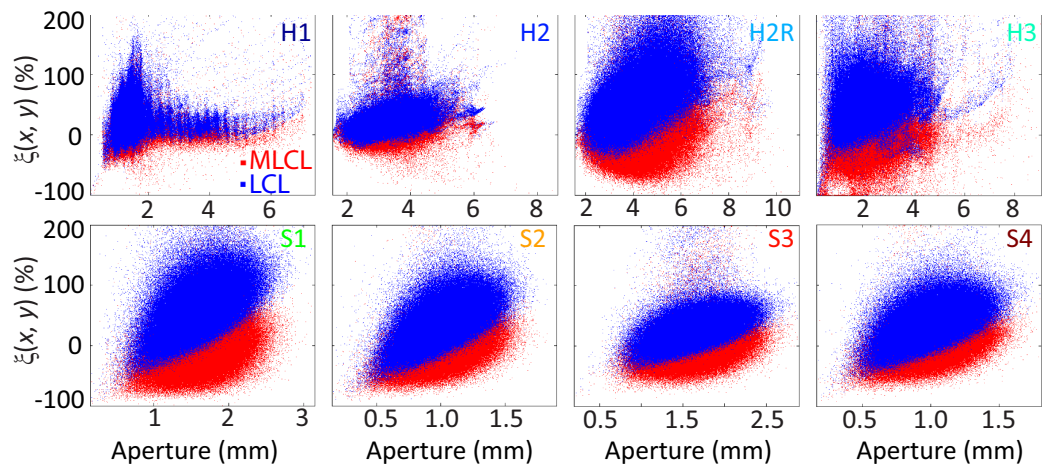 200
100
0
-100
ξ(x, y) (%)
H1
MLCL
LCL
2 4 6
H2
2 4 6 8
H2R
2 4 6 8 10
H3
2 4 6 8
200
100
0
-100
ξ(x, y) (%)
S1
1 2 3
Aperture (mm)
S2
0.5 1.0 1.5
Aperture (mm)
S3
0.5 1.5 2.5
Aperture (mm)
S4
0.5 1.0 1.5
Aperture (mm)